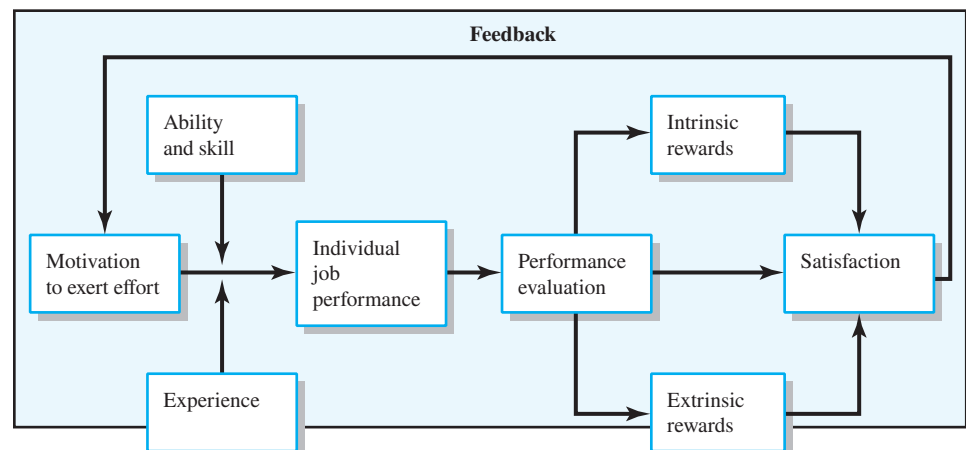 Feedback
Ability
and skill
Intrinsic
rewards
Motivation
to exert effort
Individual
job
performance
Performance
evaluation
Satisfaction
Experience
Extrinsic
rewards